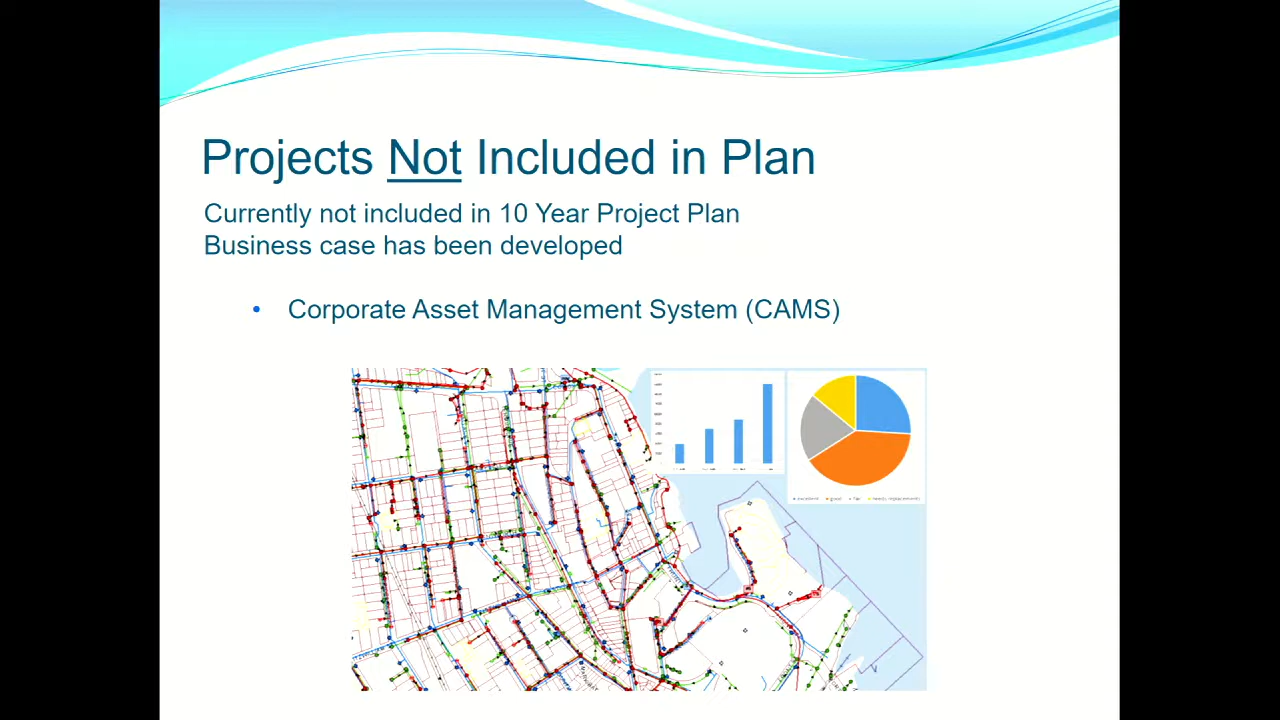 Projects Not Included in Plan
Currently not included in 10 Year Project Plan
Business case has been developed
• Corporate Asset Management System (CAMS)